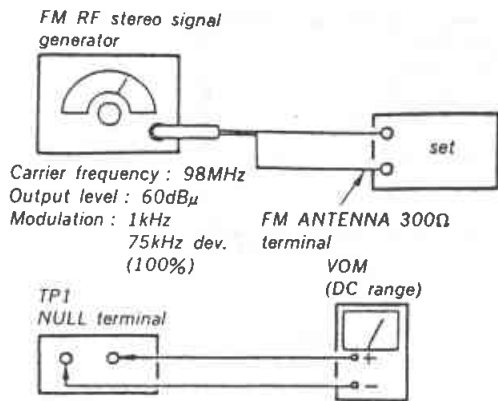 FM RF stereo signal
generator
set
Carrier frequency : 98MHz
Output level : 60dBμ
Modulation : 1kHz
75kHz dev.
(100%)
FM ANTENNA 300Ω
terminal
TP1
NULL terminal
VOM
(DC range)
+
−